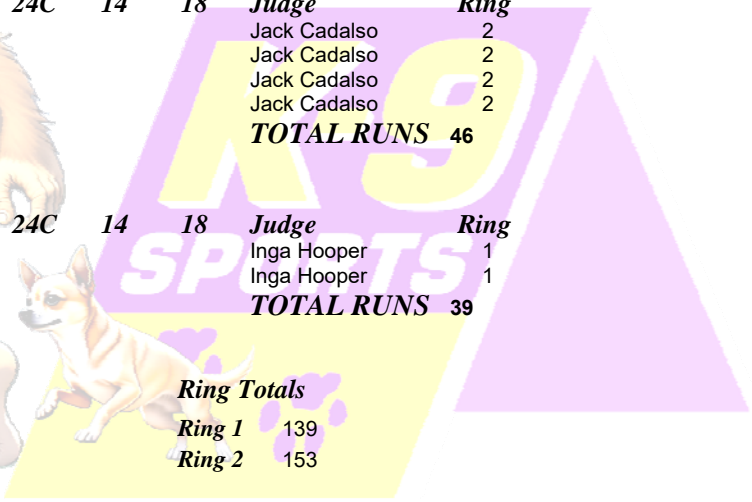 24C 14 18 Judge Ring
Jack Cadalso 2
Jack Cadalso 2
Jack Cadalso 2
Jack Cadalso 2
TOTAL RUNS 46
24C 14 18 Judge Ring
Inga Hooper 1
Inga Hooper 1
TOTAL RUNS 39
Ring Totals
Ring 1 139
Ring 2 153
K9
SPORTS